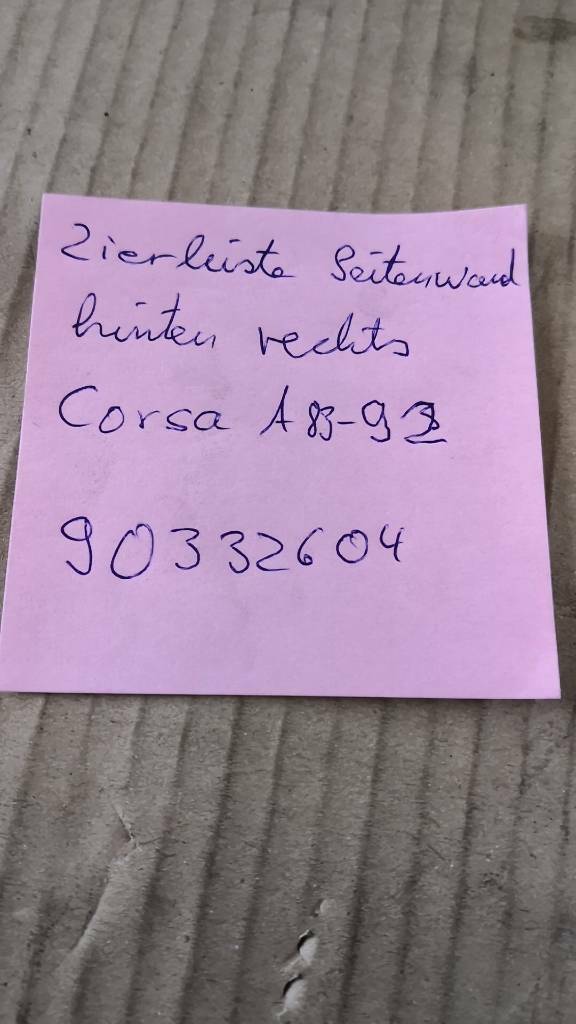 Zierleiste Seitenwand
hinten rechts
Corsa A 83-93
90332604